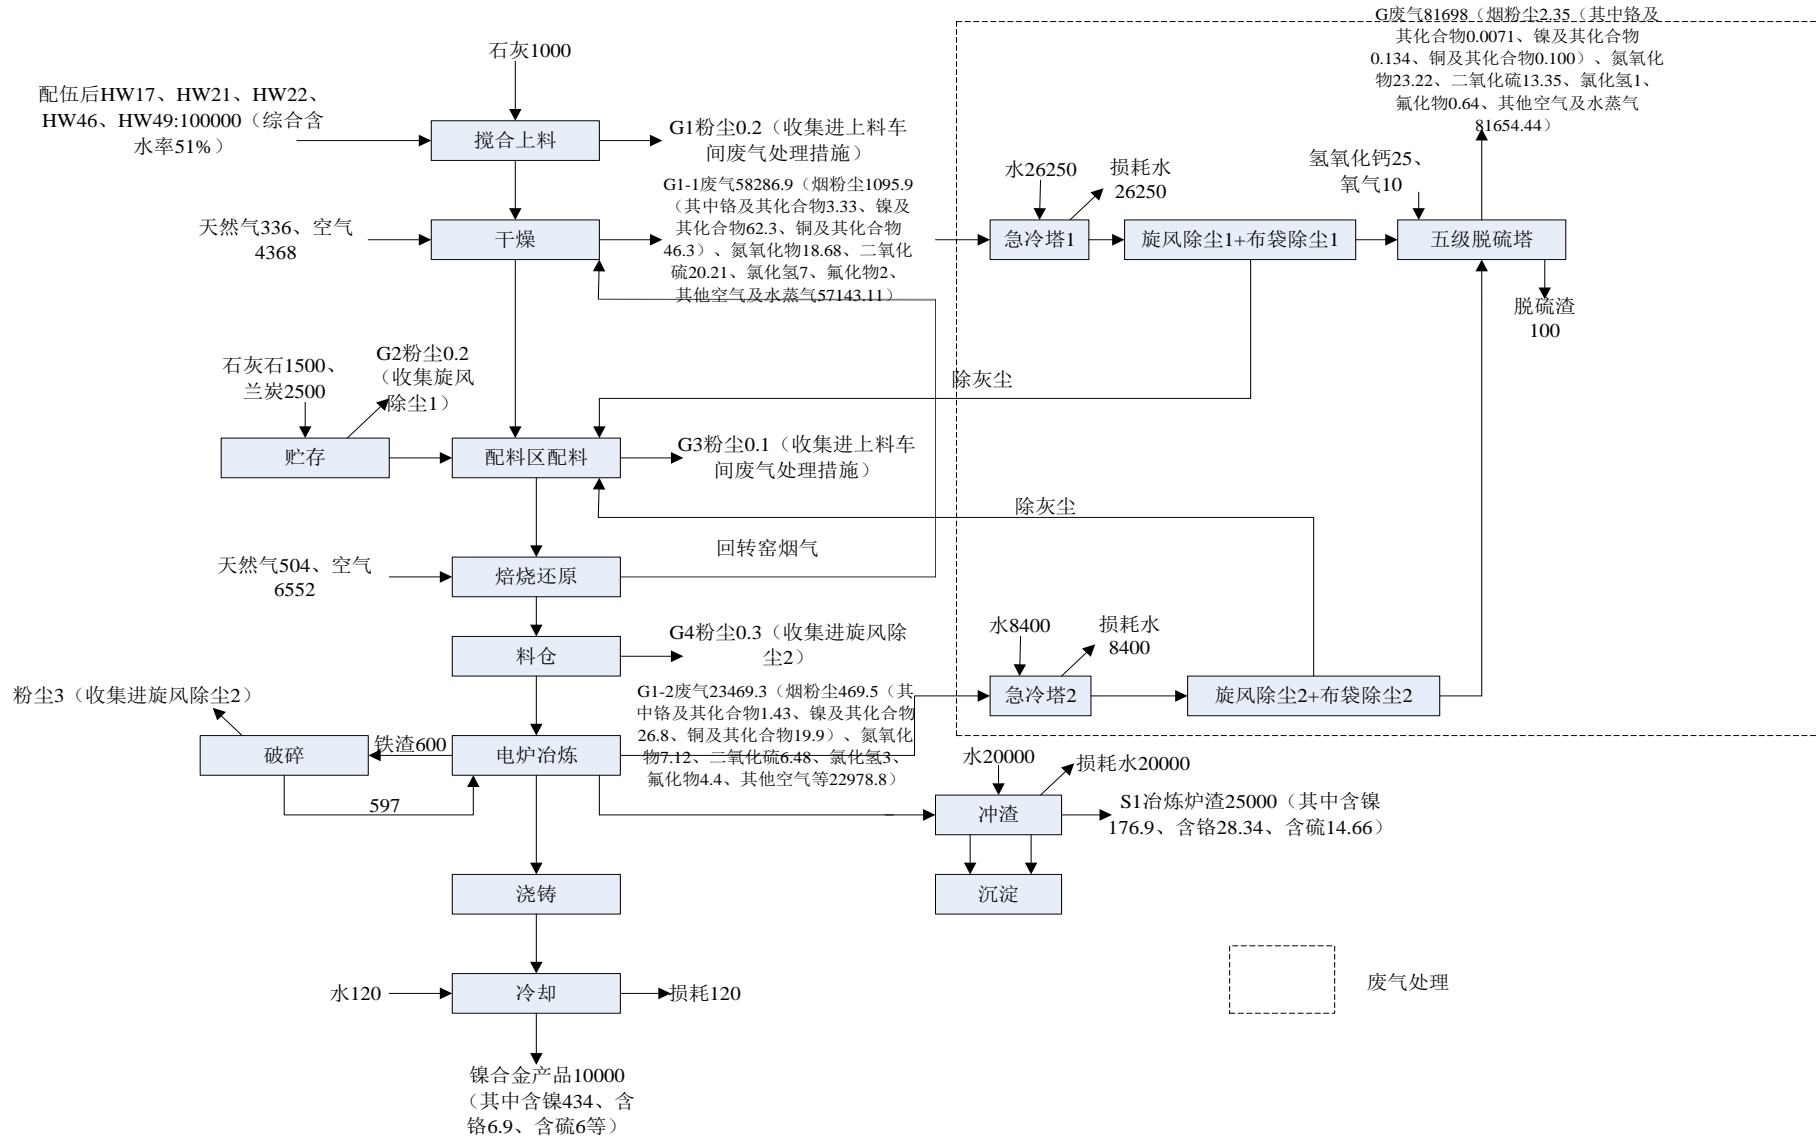 G废气81698（烟粉尘2.35（其中铬及
其化合物0.0071、镍及其化合物
0.134、铜及其化合物0.100）、氮氧化
物23.22，二氧化硫13.35，氯化氢1、
氟化物0.64、其他空气及水蒸气
81654.44）
石灰1000
配伍后HW17、HW21、HW22、
HW46、HW49:100000（综合含
水率51%）
搅合上料
G1粉尘0.2（收集进上料车
间废气处理措施）
天然气336、空气
4368
干燥
G1-1废气58286.9（烟粉尘1095.9
（其中铬及其化合物3.33、镍及
其化合物62.3、铜及其化合物
46.3）、氮氧化物18.68、二氧化
硫20.21、氯化氢7、氟化物2、
其他空气及水蒸气57143.11）
水26250
损耗水
26250
急冷塔1
旋风除尘1+布袋除尘1
氢氧化钙25、
氧气10
五级脱硫塔
脱硫渣
100
石灰石1500、
兰炭2500
G2粉尘0.2
（收集旋风
除尘1）
除灰尘
贮存
配料区配料
G3粉尘0.1（收集进上料车
间废气处理措施）
除灰尘
天然气504、空气
6552
焙烧还原
回转窑烟气
料仓
G4粉尘0.3（收集进旋风除
尘2）
水8400
损耗水
8400
急冷塔2
旋风除尘2+布袋除尘2
粉尘3（收集进旋风除尘2）
破碎
铁渣600
电炉冶炼
G1-2废气23469.3（烟粉尘469.5（其
中铬及其化合物1.43、镍及其化合物
26.8、铜及其化合物19.9）、氮氧化
物7.12、二氧化硫6.48、氯化氢3、
氟化物4.4、其他空气等22978.8）
597
水20000
损耗水20000
冲渣
S1冶炼炉渣25000（其中含镍
176.9、含铬28.34、含硫14.66）
沉淀
浇铸
水120
冷却
损耗120
镍合金产品10000
（其中含镍434、含
铬6.9、含硫6等）
废气处理